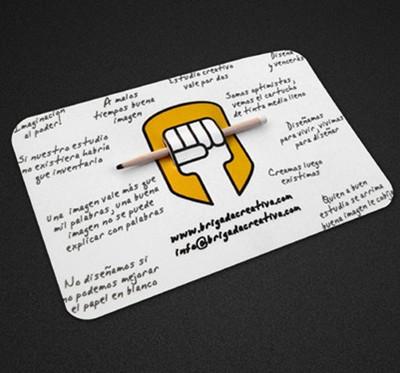 Imaginación
al poder!
A malos
tiempos buena
imagen
Estudio creativo
vale por dos
Diseña
y vencerás
Si nuestro estudio
no existiera habría
que inventarlo
Somos optimistas,
vemos el cartucho
de tinta medio lleno
Diseñamos
para vivir, vivimos
para diseñar
Una imagen vale más que
mil palabras, una buena
imagen no se puede
explicar con palabras
Creamos luego
existimos
www.brigadacreativa.com
info@brigadacreativa.com
Quien a buen
estudio se arrima
buena imagen le cobija
No diseñamos si
no podemos mejorar
el papel en blanco